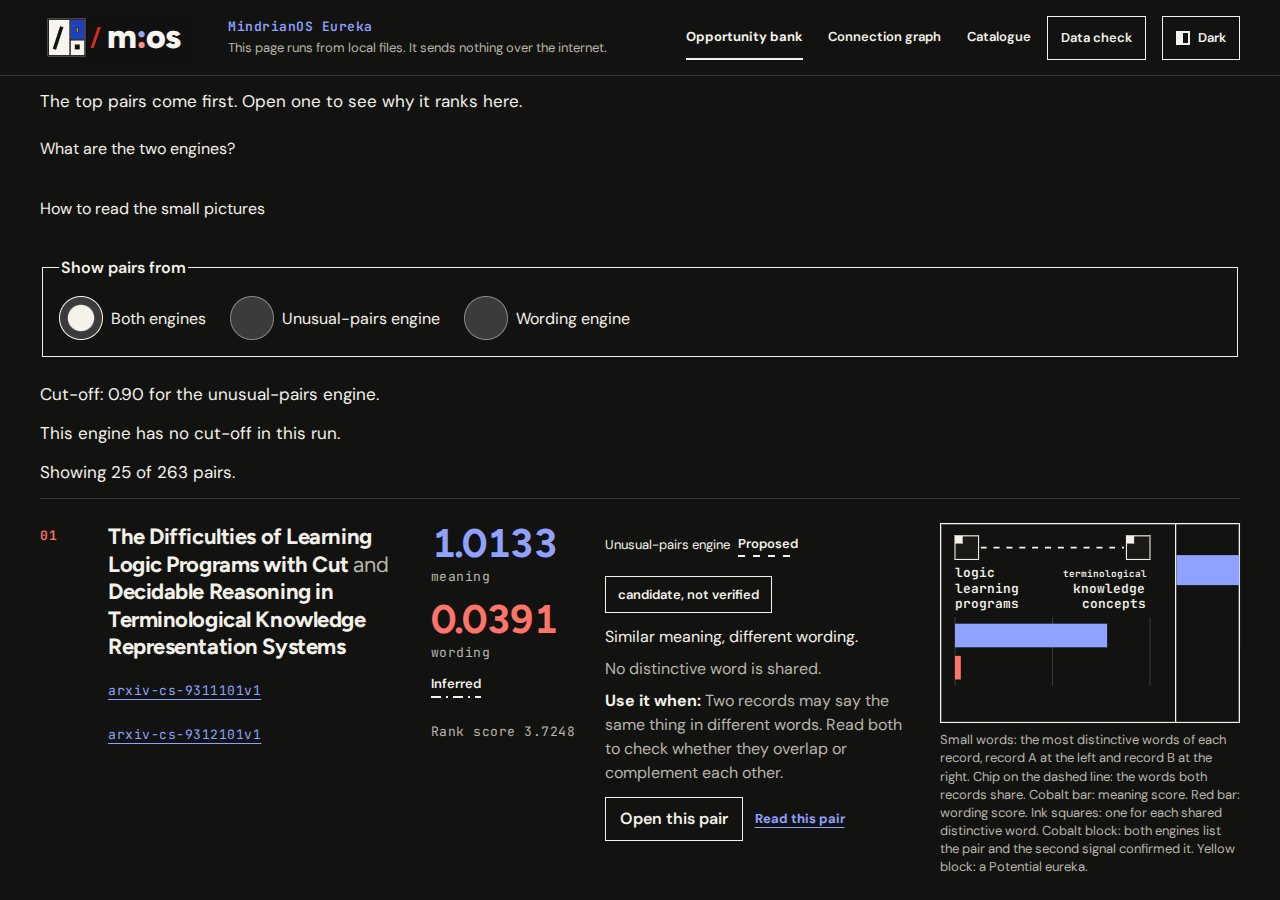 / m:os
MindrianOS Eureka
This page runs from local files. It sends nothing over the internet.
Opportunity bank
Connection graph
Catalogue
Data check
Dark
The top pairs come first. Open one to see why it ranks here.
What are the two engines?
How to read the small pictures
Show pairs from
Both engines
Unusual-pairs engine
Wording engine
Cut-off: 0.90 for the unusual-pairs engine.
This engine has no cut-off in this run.
Showing 25 of 263 pairs.
01
The Difficulties of Learning
Logic Programs with Cut and
Decidable Reasoning in
Terminological Knowledge
Representation Systems
arxiv-cs-9311101v1
arxiv-cs-9312101v1
1.0133
meaning
0.0391
wording
Inferred
Rank score 3.7248
Unusual-pairs engine Proposed
candidate, not verified
Similar meaning, different wording.
No distinctive word is shared.
Use it when: Two records may say the
same thing in different words. Read both
to check whether they overlap or
complement each other.
Open this pair
Read this pair
logic
learning
programs
terminological
knowledge
concepts
Small words: the most distinctive words of each
record, record A at the left and record B at the
right. Chip on the dashed line: the words both
records share. Cobalt bar: meaning score. Red bar:
wording score. Ink squares: one for each shared
distinctive word. Cobalt block: both engines list
the pair and the second signal confirmed it. Yellow
block: a Potential eureka.